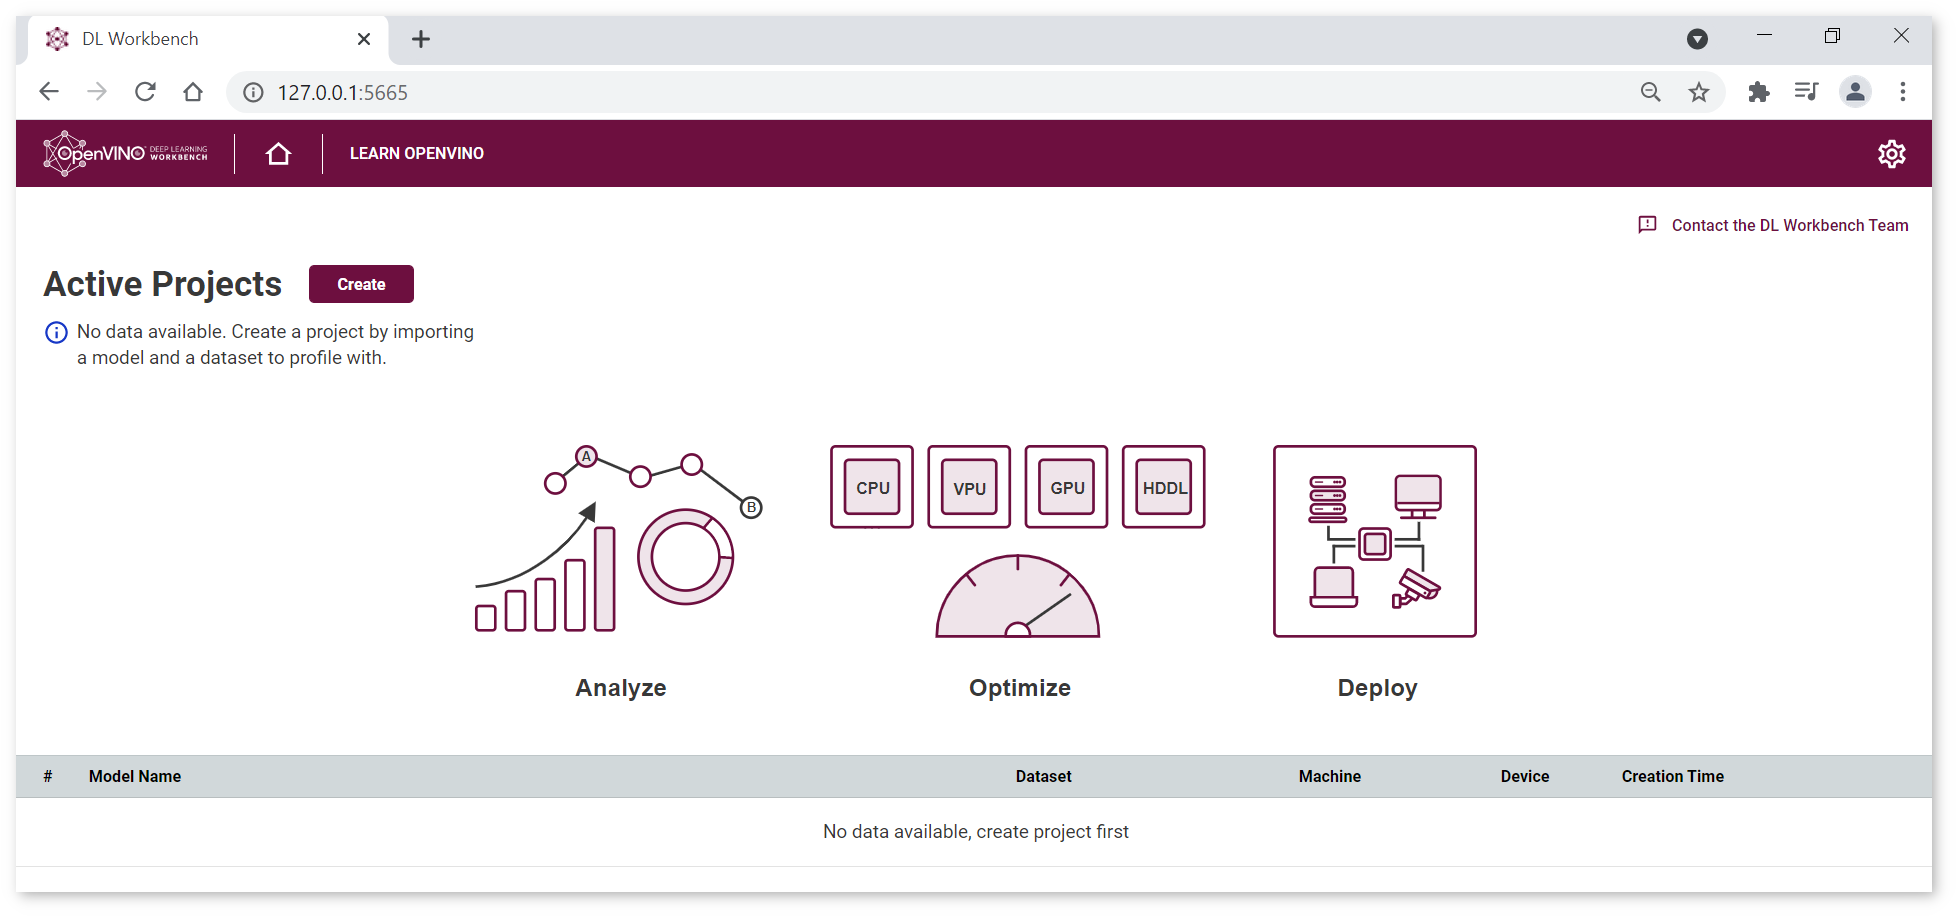 DL Workbench
127.0.0.1:5665
OpenVINO™ DEEP LEARNING WORKBENCH
LEARN OPENVINO
Contact the DL Workbench Team
Active Projects
Create
No data available. Create a project by importing
a model and a dataset to profile with.
A
B
CPU VPU GPU HDDL
Analyze Optimize Deploy
# Model Name Dataset Machine Device Creation Time
No data available, create project first